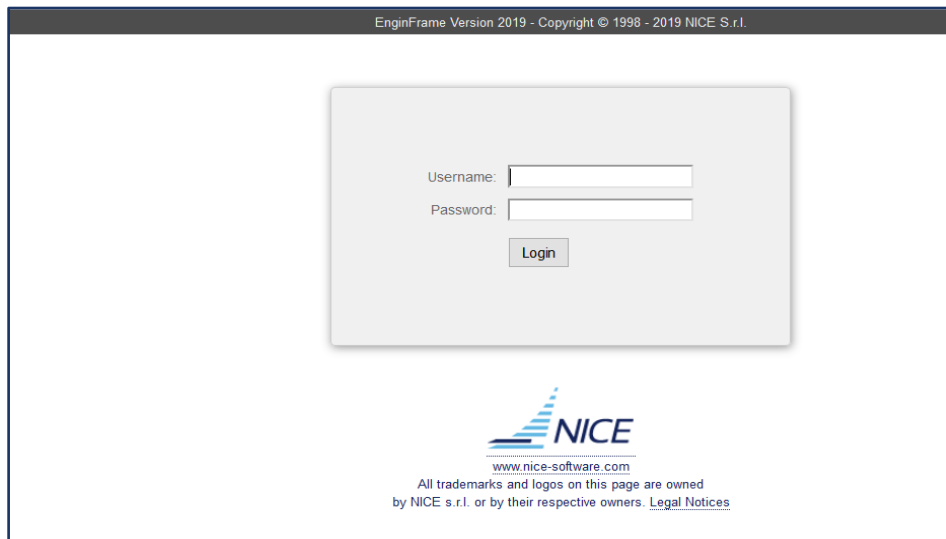 EnginFrame Version 2019 - Copyright © 1998 - 2019 NICE S.r.l.
Username:
Password:
Login
NICE
www.nice-software.com
All trademarks and logos on this page are owned
by NICE s.r.l. or by their respective owners. Legal Notices